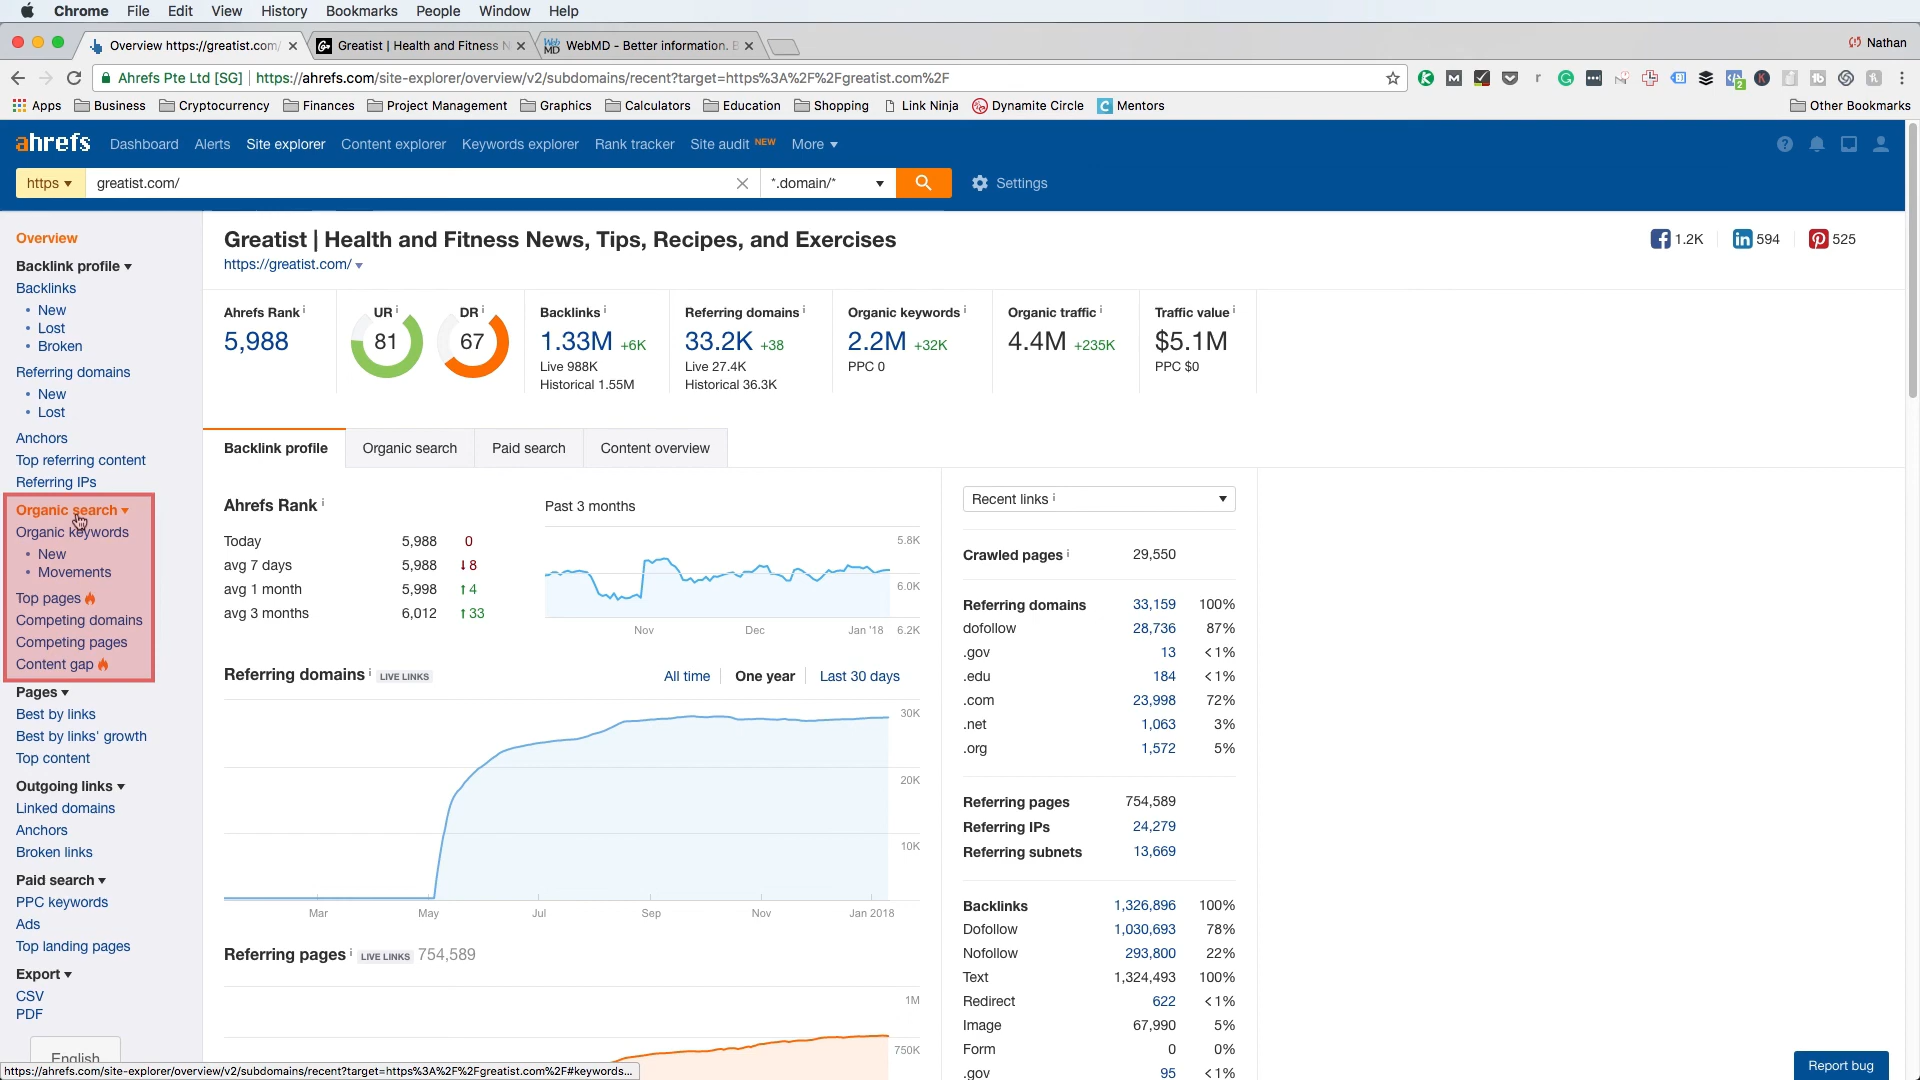 Chrome File Edit View History Bookmarks People Window Help
Overview https://greatist.com/ Greatist | Health and Fitness N WebMD - Better information. B Nathan
Ahrefs Pte Ltd [SG] https://ahrefs.com/site-explorer/overview/v2/subdomains/recent?target=https%3A%2F%2Fgreatist.com%2F
Apps Business Cryptocurrency Finances Project Management Graphics Calculators Education Shopping Link Ninja Dynamite Circle Mentors Other Bookmarks
ahrefs Dashboard Alerts Site explorer Content explorer Keywords explorer Rank tracker Site audit NEW More
https greatist.com/ *.domain/* Settings
Overview
Backlink profile
Backlinks
• New
• Lost
• Broken
Referring domains
• New
• Lost
Anchors
Top referring content
Referring IPs
Organic search
Organic keywords
• New
• Movements
Top pages
Competing domains
Competing pages
Content gap
Pages
Best by links
Best by links' growth
Top content
Outgoing links
Linked domains
Anchors
Broken links
Paid search
PPC keywords
Ads
Top landing pages
Export
CSV
PDF
English
Greatist | Health and Fitness News, Tips, Recipes, and Exercises
https://greatist.com/
1.2K 594 525
Ahrefs Rank
5,988
UR
81
DR
67
Backlinks
1.33M +6K
Live 988K
Historical 1.55M
Referring domains
33.2K +38
Live 27.4K
Historical 36.3K
Organic keywords
2.2M +32K
PPC 0
Organic traffic
4.4M +235K
Traffic value
$5.1M
PPC $0
Backlink profile Organic search Paid search Content overview
Ahrefs Rank
Today 5,988 0
avg 7 days 5,988 ↓8
avg 1 month 5,998 ↑4
avg 3 months 6,012 ↑33
Past 3 months
5.8K
6.0K
Nov Dec Jan '18 6.2K
Referring domains LIVE LINKS All time One year Last 30 days
30K
20K
10K
Mar May Jul Sep Nov Jan 2018
Referring pages LIVE LINKS 754,589
1M
750K
Recent links
Crawled pages 29,550
Referring domains 33,159 100%
dofollow 28,736 87%
.gov 13 <1%
.edu 184 <1%
.com 23,998 72%
.net 1,063 3%
.org 1,572 5%
Referring pages 754,589
Referring IPs 24,279
Referring subnets 13,669
Backlinks 1,326,896 100%
Dofollow 1,030,693 78%
Nofollow 293,800 22%
Text 1,324,493 100%
Redirect 622 <1%
Image 67,990 5%
Form 0 0%
.gov 95 <1%
Report bug
https://ahrefs.com/site-explorer/overview/v2/subdomains/recent?target=https%3A%2F%2Fgreatist.com%2F#keywords...